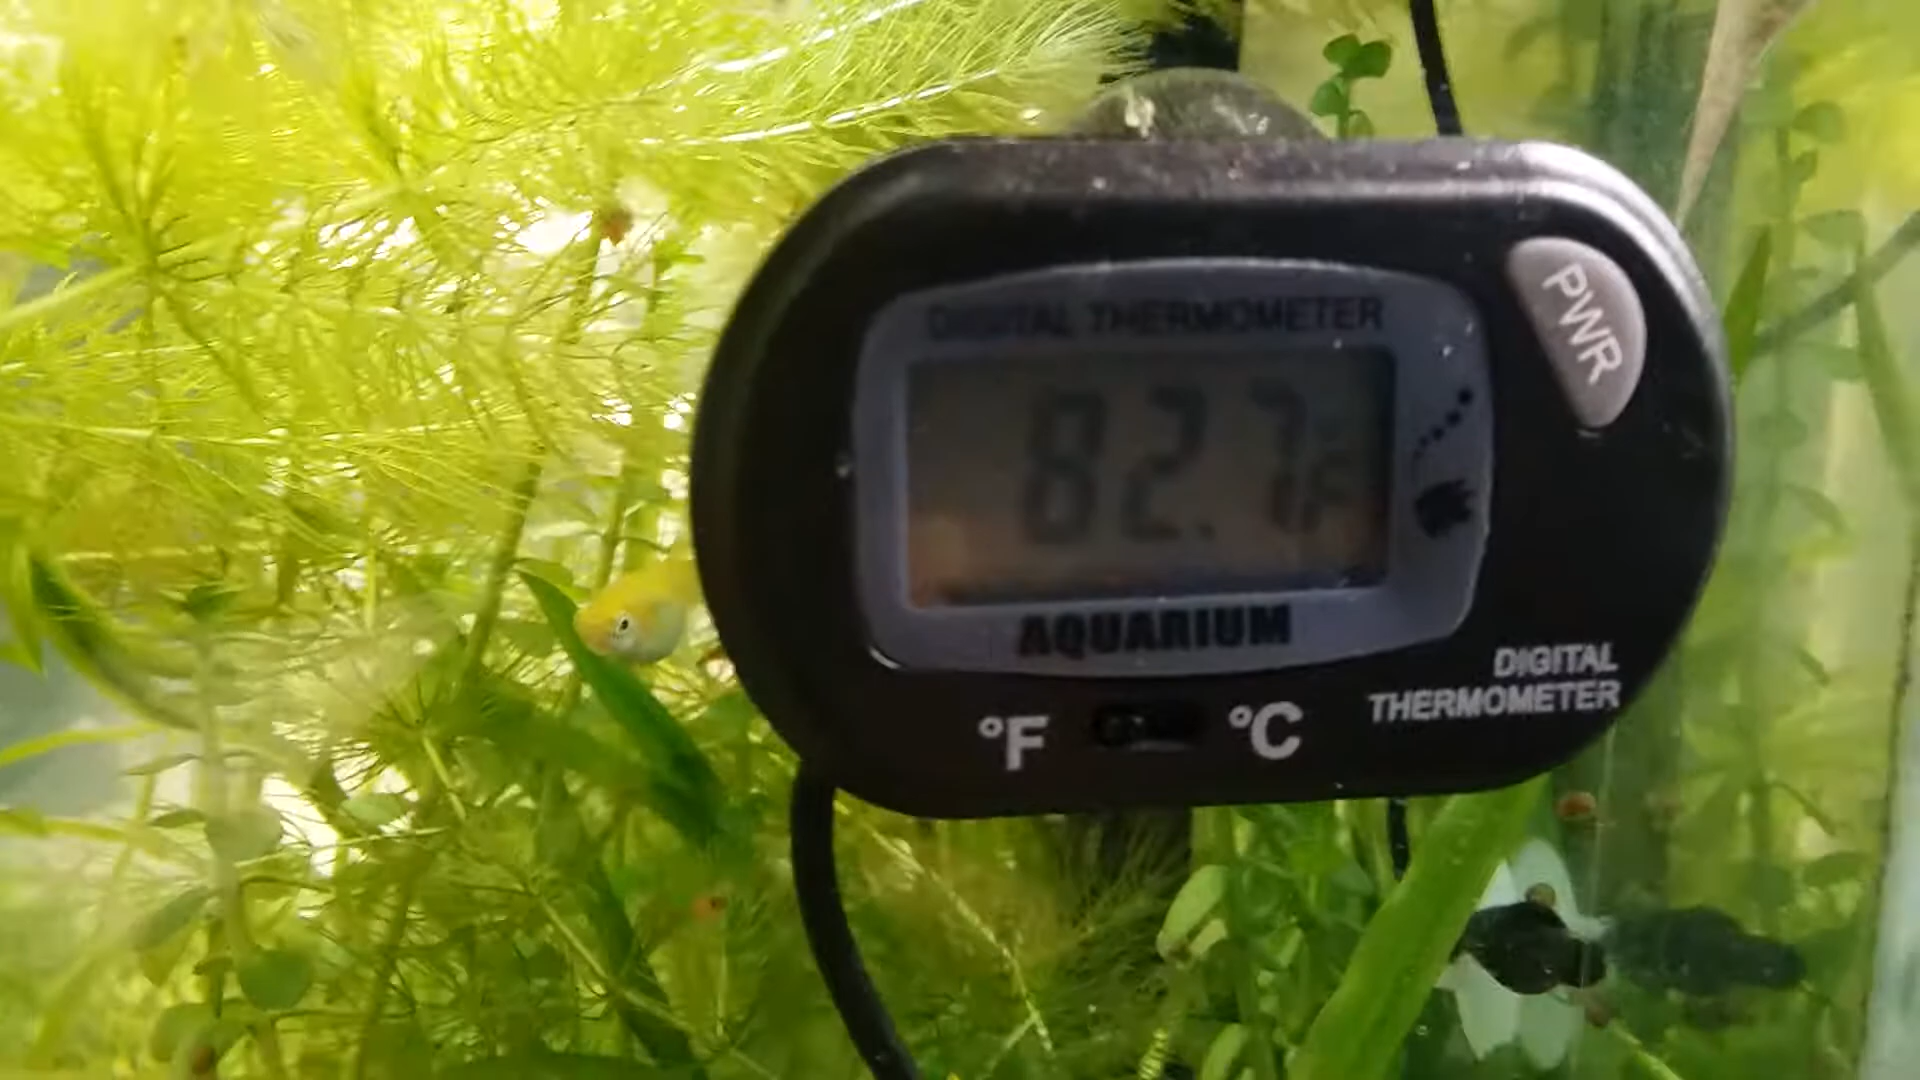 DIGITAL THERMOMETER
PWR
82.7F
AQUARIUM
DIGITAL
THERMOMETER
°F °C